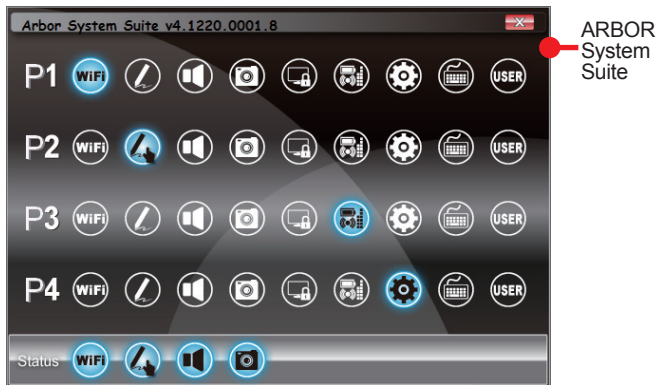 Arbor System Suite v4.1220.0001.8
ARBOR
System
Suite
P1 WiFi USER
P2 WiFi USER
P3 WiFi USER
P4 WiFi USER
Status WiFi